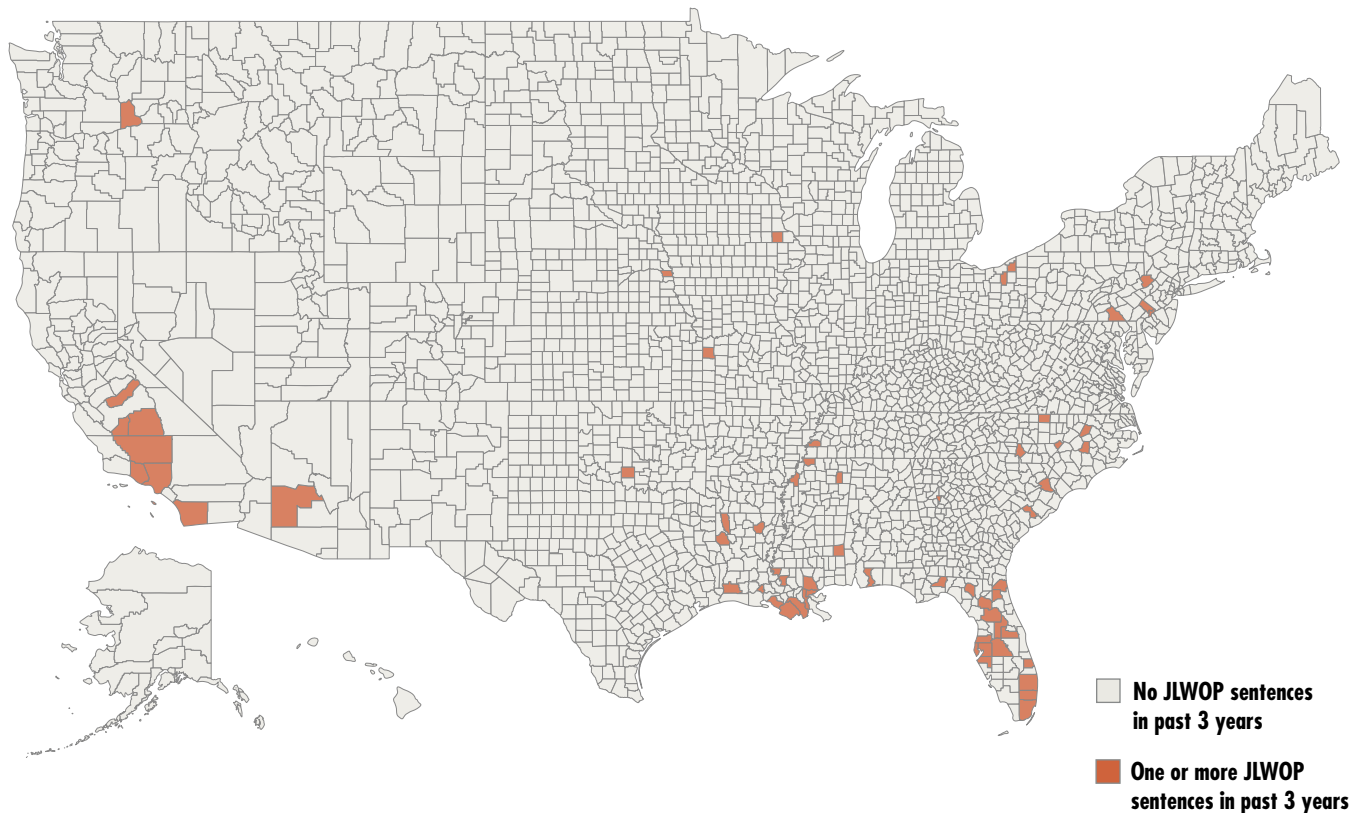 No JLWOP sentences
in past 3 years
One or more JLWOP
sentences in past 3 years